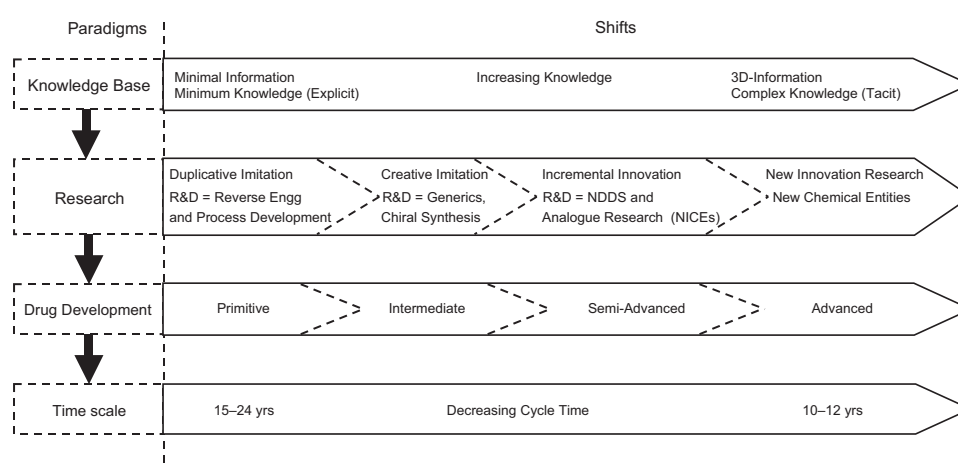 Paradigms
Shifts
Knowledge Base
Minimal Information
Minimum Knowledge (Explicit)
Increasing Knowledge
3D-Information
Complex Knowledge (Tacit)
Research
Duplicative Imitation
R&D = Reverse Engg
and Process Development
Creative Imitation
R&D = Generics,
Chiral Synthesis
Incremental Innovation
R&D = NDDS and
Analogue Research (NICEs)
New Innovation Research
New Chemical Entities
Drug Development
Primitive
Intermediate
Semi-Advanced
Advanced
Time scale
15–24 yrs
Decreasing Cycle Time
10–12 yrs